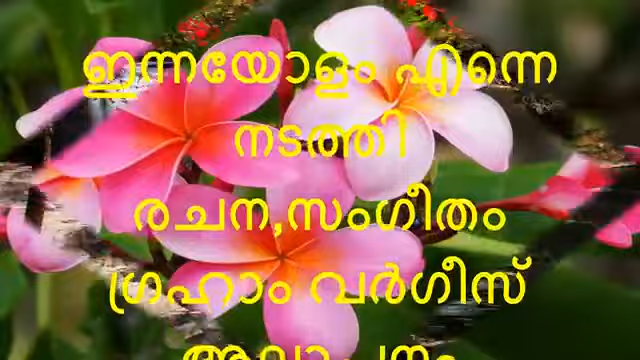 ഇന്നയോളം എന്നെ
നടത്തി
രചന,സംഗീതം
ഗ്രഹാം വർഗീസ്